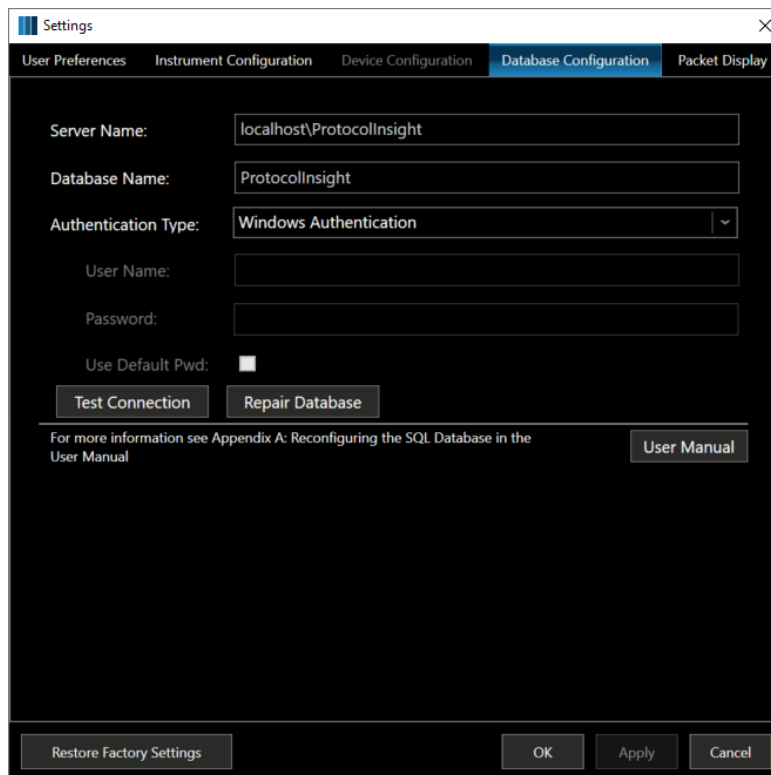 Settings
User Preferences Instrument Configuration Device Configuration Database Configuration Packet Display
Server Name: localhost\ProtocolInsight
Database Name: ProtocolInsight
Authentication Type: Windows Authentication
User Name:
Password:
Use Default Pwd:
Test Connection Repair Database
For more information see Appendix A: Reconfiguring the SQL Database in the
User Manual
User Manual
Restore Factory Settings OK Apply Cancel